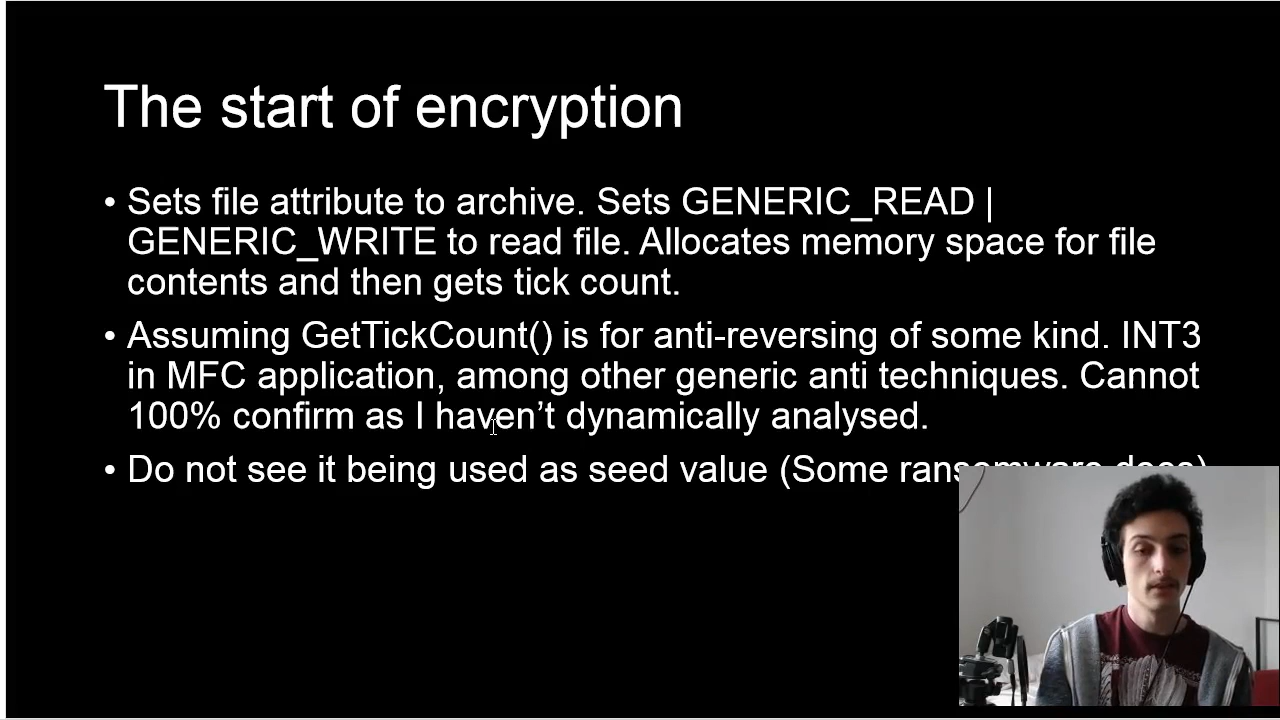 The start of encryption
• Sets file attribute to archive. Sets GENERIC_READ |
GENERIC_WRITE to read file. Allocates memory space for file
contents and then gets tick count.
• Assuming GetTickCount() is for anti-reversing of some kind. INT3
in MFC application, among other generic anti techniques. Cannot
100% confirm as I haven’t dynamically analysed.
• Do not see it being used as seed value (Some ransomware does)